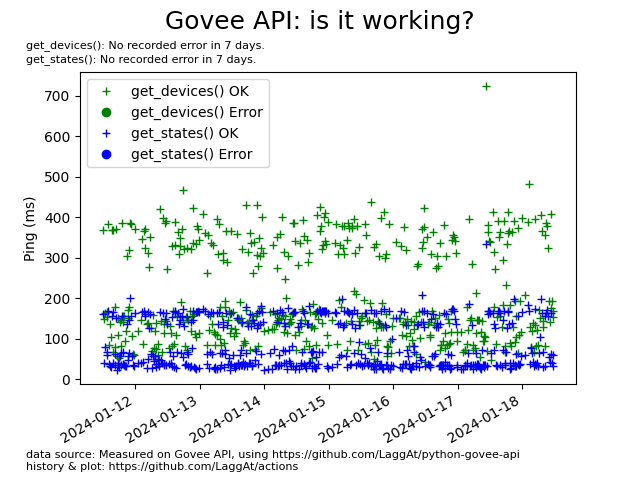 Govee API: is it working?
get_devices(): No recorded error in 7 days.
get_states(): No recorded error in 7 days.
get_devices() OK
get_devices() Error
get_states() OK
get_states() Error
Ping (ms)
700
600
500
400
300
200
100
0
2024-01-12
2024-01-13
2024-01-14
2024-01-15
2024-01-16
2024-01-17
2024-01-18
data source: Measured on Govee API, using https://github.com/LaggAt/python-govee-api
history & plot: https://github.com/LaggAt/actions